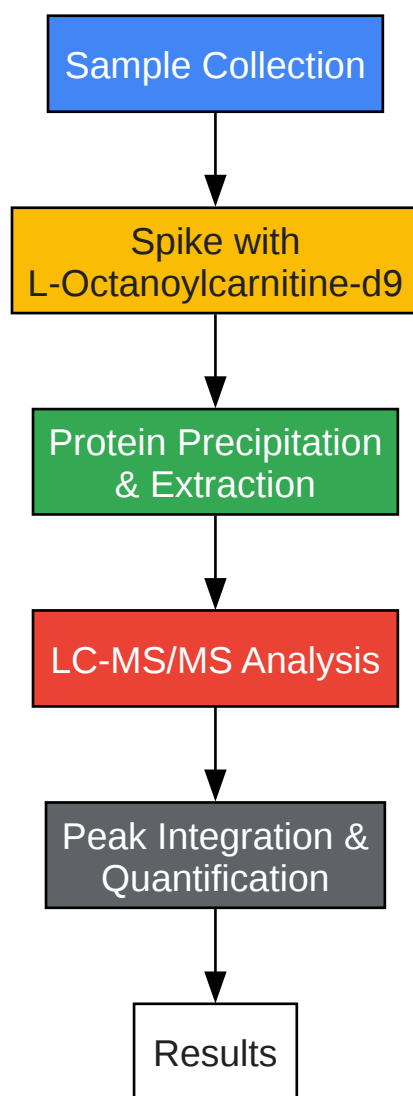 Sample Collection
Spike with
L-Octanoylcarnitine-d9
Protein Precipitation
& Extraction
LC-MS/MS Analysis
Peak Integration &
Quantification
Results